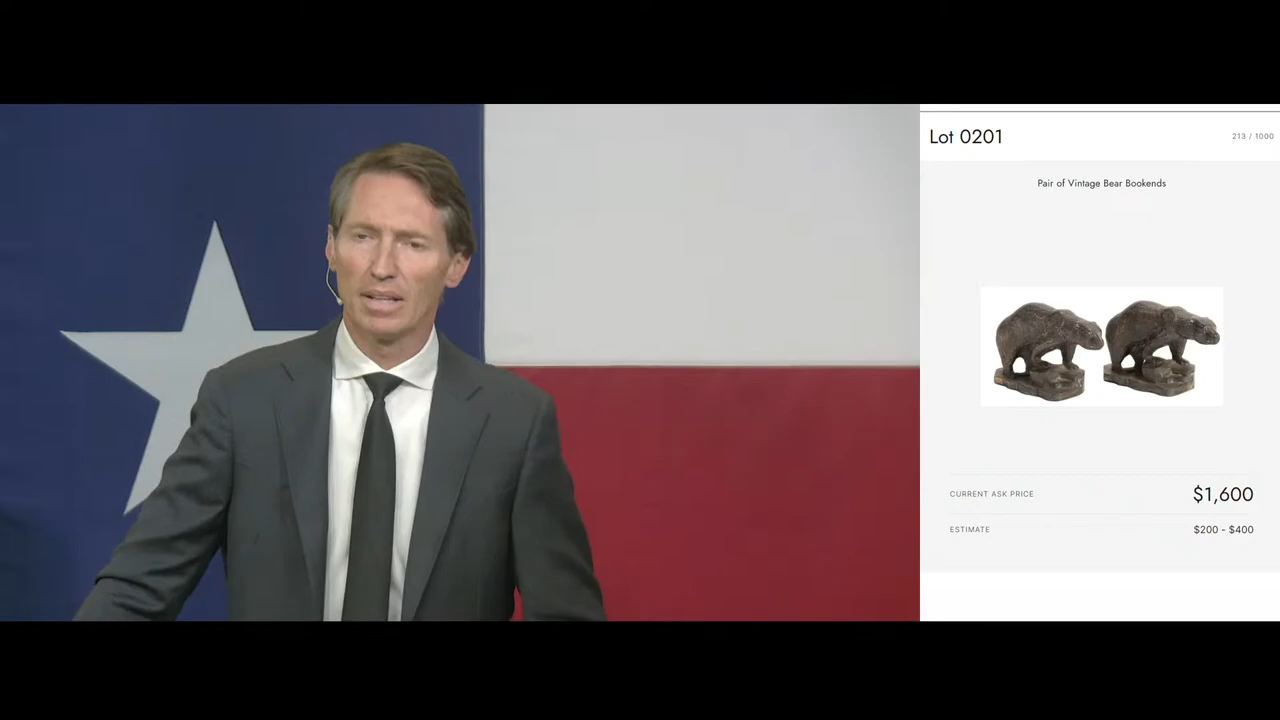 Lot 0201
213 / 1000
Pair of Vintage Bear Bookends
CURRENT ASK PRICE
$1,600
ESTIMATE
$200 - $400